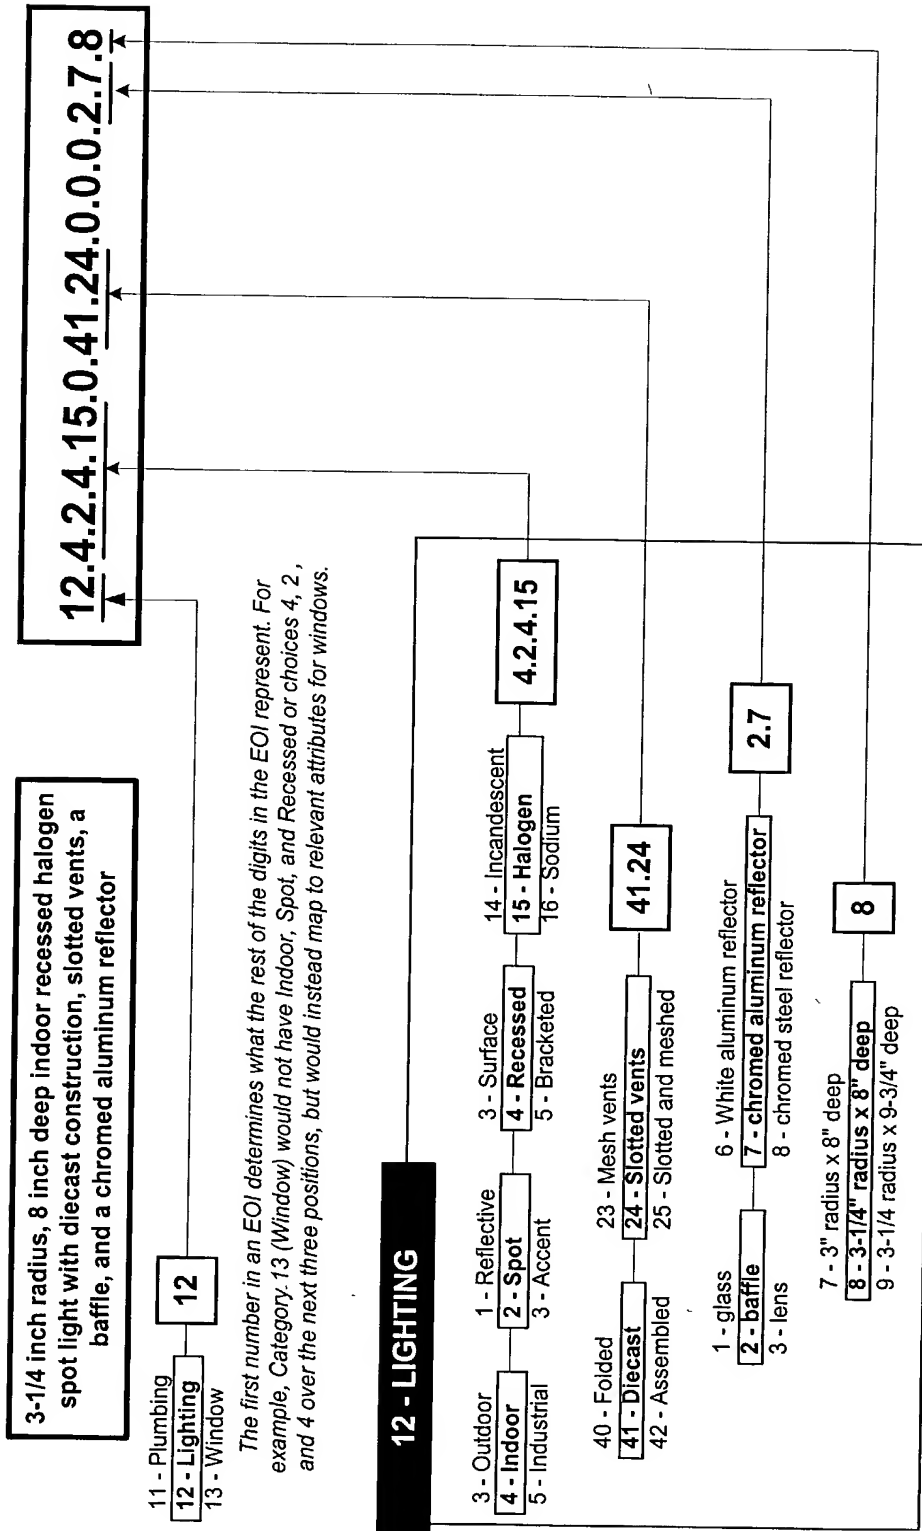 3-1/4 inch radius, 8 inch deep indoor recessed halogen
spot light with diecast construction, slotted vents, a
baffle, and a chromed aluminum reflector
12.4.2.4.15.0.41.24.0.0.0.2.7.8
11 - Plumbing
12 - Lighting
13 - Window
12
The first number in an EOI determines what the rest of the digits in the EOI represent. For
example, Category 13 (Window) would not have Indoor, Spot, and Recessed or choices 4, 2 ,
and 4 over the next three positions, but would instead map to relevant attributes for windows.
12 - LIGHTING
3 - Outdoor
4 - Indoor
5 - Industrial
1 - Reflective
2 - Spot
3 - Accent
3 - Surface
4 - Recessed
5 - Bracketed
14 - Incandescent
15 - Halogen
16 - Sodium
4.2.4.15
40 - Folded
41 - Diecast
42 - Assembled
23 - Mesh vents
24 - Slotted vents
25 - Slotted and meshed
41.24
1 - glass
2 - baffle
3 - lens
6 - White aluminum reflector
7 - chromed aluminum reflector
8 - chromed steel reflector
2.7
7 - 3" radius x 8" deep
8 - 3-1/4" radius x 8" deep
9 - 3-1/4 radius x 9-3/4" deep
8